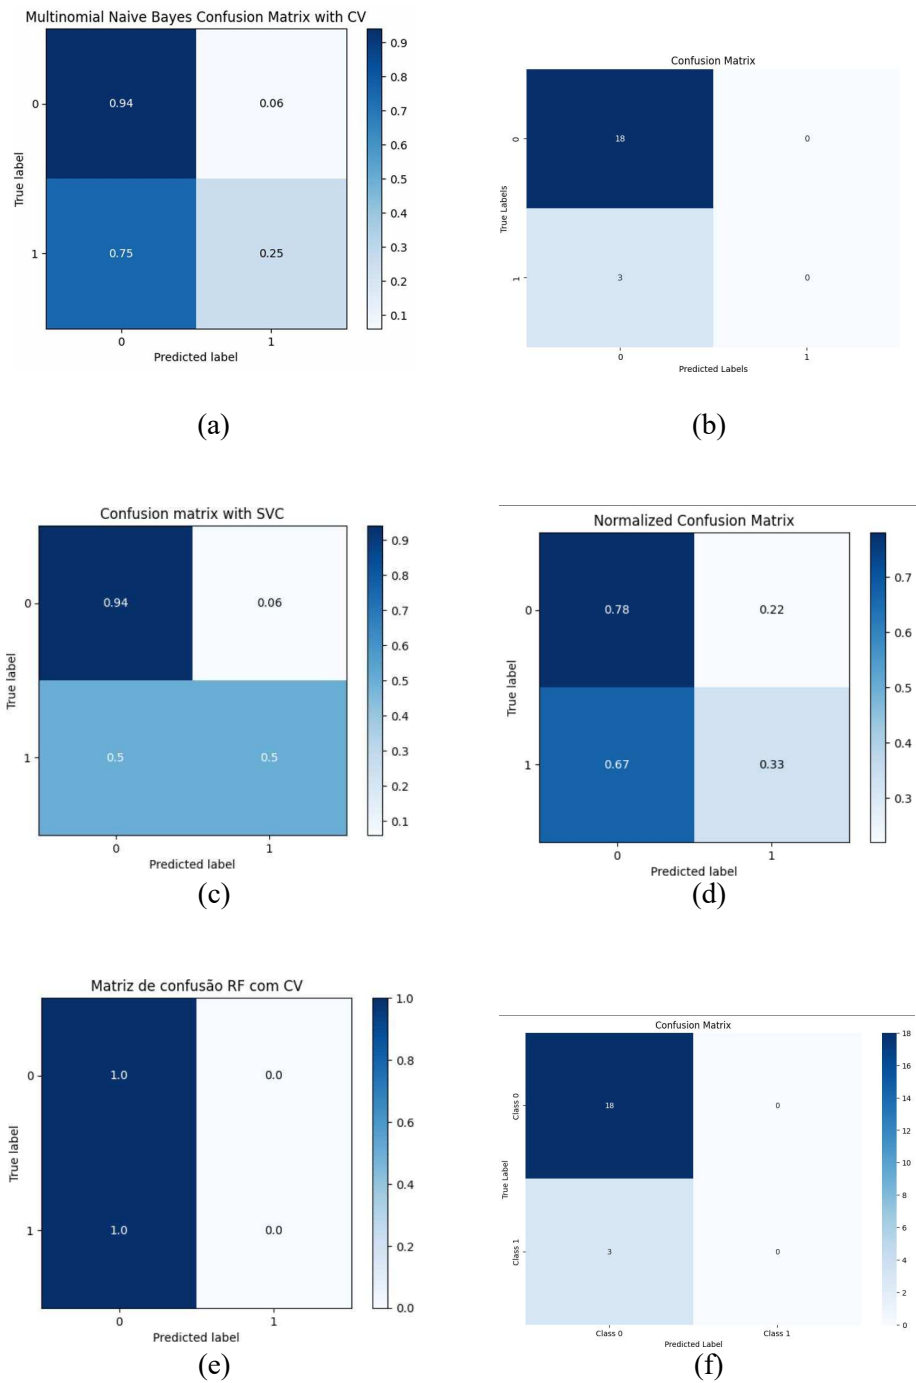 Multinomial Naive Bayes Confusion Matrix with CV
0
1
True label
0.94 0.06
0.75 0.25
0 1
Predicted label
0.9
0.8
0.7
0.6
0.5
0.4
0.3
0.2
0.1
(a)
Confusion Matrix
0
1
True Labels
18 0
3 0
0 1
Predicted Labels
(b)
Confusion matrix with SVC
0
1
True label
0.94 0.06
0.5 0.5
0 1
Predicted label
0.9
0.8
0.7
0.6
0.5
0.4
0.3
0.2
0.1
(c)
Normalized Confusion Matrix
0
1
True label
0.78 0.22
0.67 0.33
0 1
Predicted label
0.7
0.6
0.5
0.4
0.3
(d)
Matriz de confusão RF com CV
0
1
True label
1.0 0.0
1.0 0.0
0 1
Predicted label
1.0
0.8
0.6
0.4
0.2
0.0
(e)
Confusion Matrix
Class 0
Class 1
True Label
18 0
3 0
Class 0 Class 1
Predicted Label
18
16
14
12
10
8
6
4
2
0
(f)